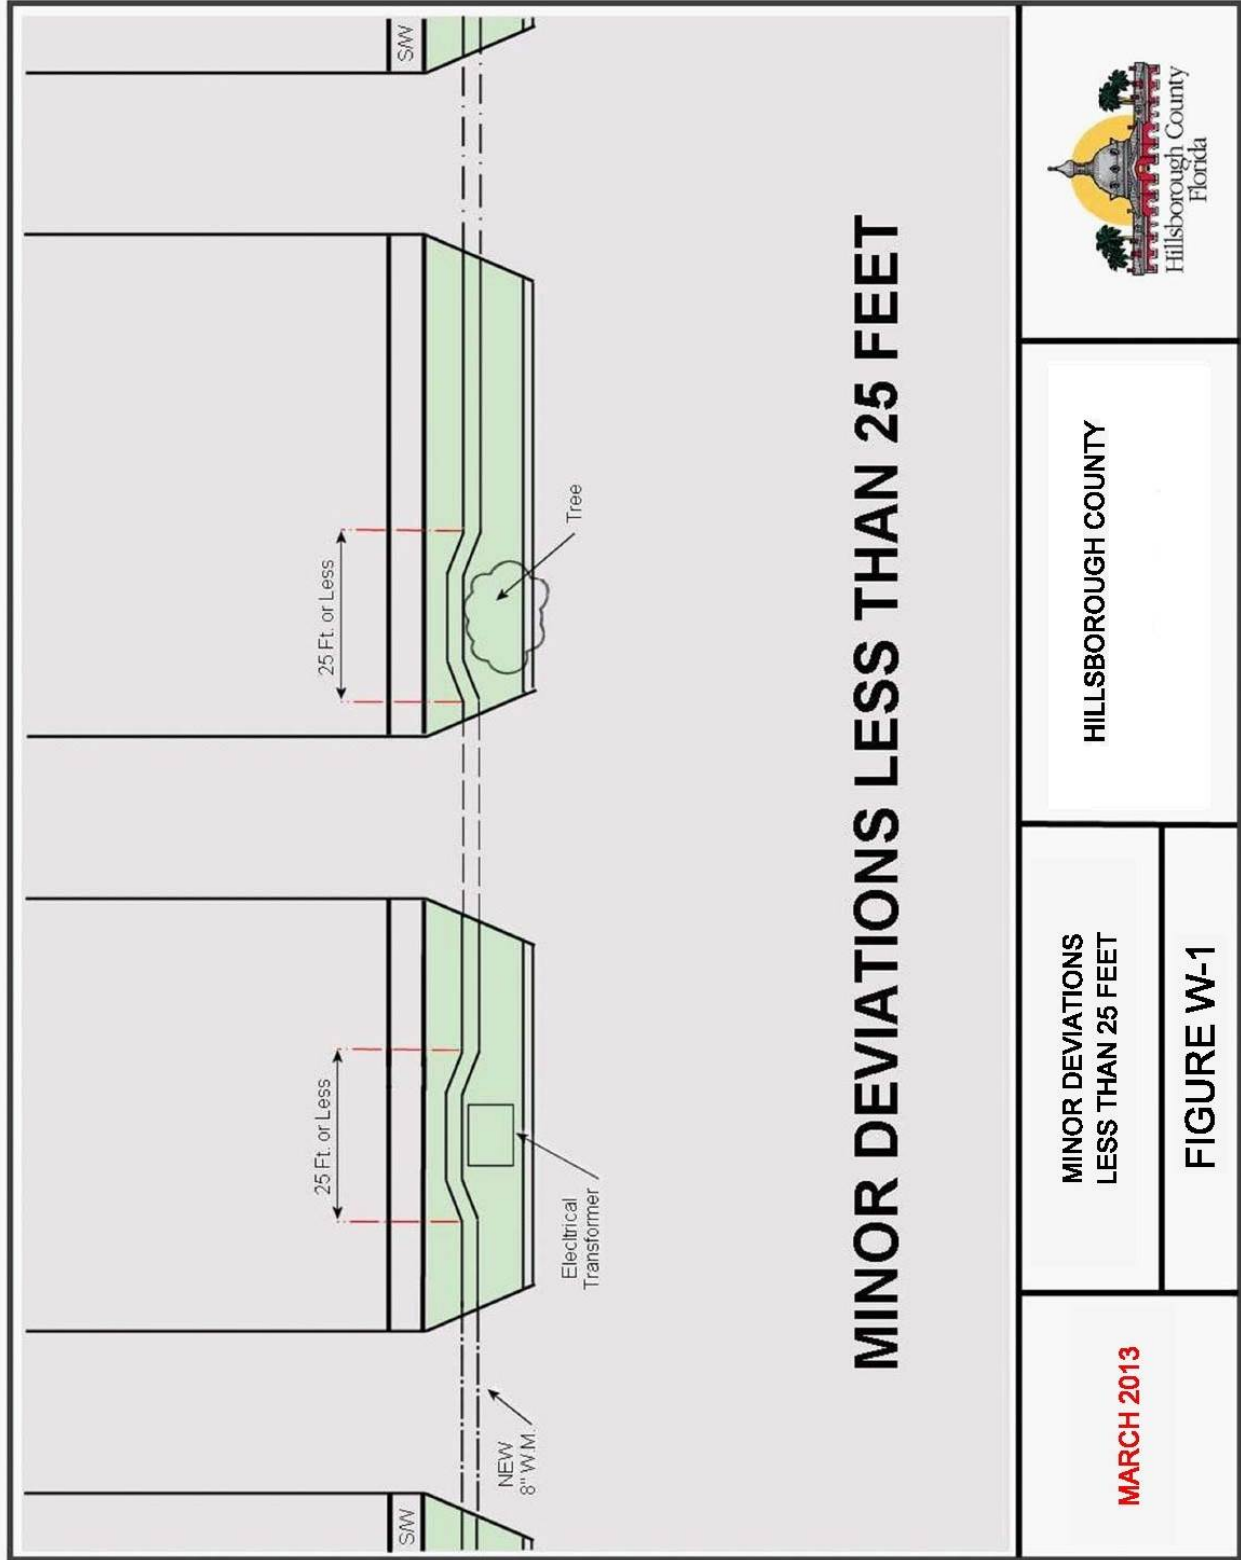 S/W
25 Ft. or Less
25 Ft. or Less
S/W
NEW
8" W.M.
Elecltrical
Transformer
Tree
MINOR DEVIATIONS LESS THAN 25 FEET
MARCH 2013
MINOR DEVIATIONS
LESS THAN 25 FEET
FIGURE W-1
HILLSBOROUGH COUNTY
Hillsborough County
Florida